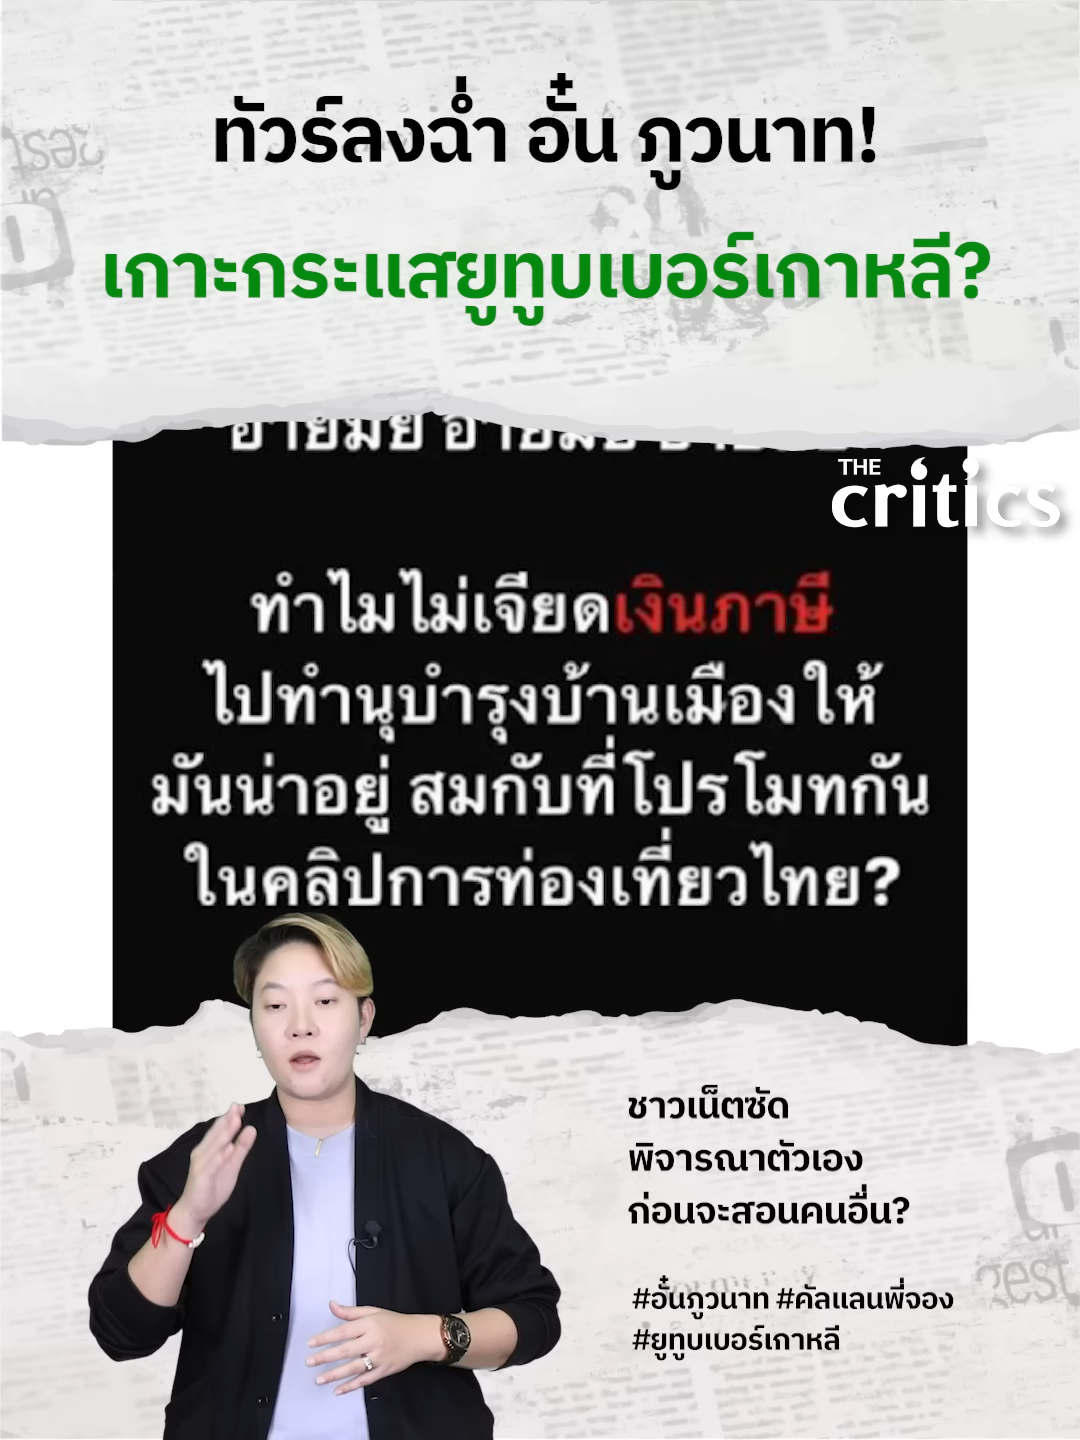 ทัวร์ลงฉ่ำ อั๋น ภูวนาท!
เกาะกระแสยูทูบเบอร์เกาหลี?
THE
critics
ทำไมไม่เจียดเงินภาษี
ไปทำนุบำรุงบ้านเมืองให้
มันน่าอยู่ สมกับที่โปรโมทกัน
ในคลิปการท่องเที่ยวไทย?
ชาวเน็ตซัด
พิจารณาตัวเอง
ก่อนจะสอนคนอื่น?
#อั๋นภูวนาท #คัลแลนพี่จอง
#ยูทูบเบอร์เกาหลี